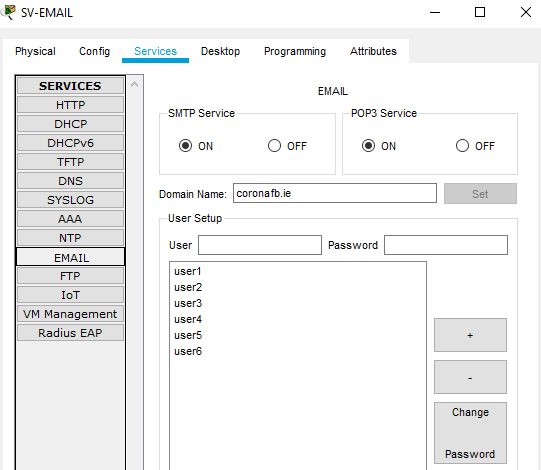 SV-EMAIL
Physical Config Services Desktop Programming Attributes
SERVICES
HTTP
DHCP
DHCPv6
TFTP
DNS
SYSLOG
AAA
NTP
EMAIL
FTP
IoT
VM Management
Radius EAP
EMAIL
SMTP Service
ON OFF
POP3 Service
ON OFF
Domain Name: coronafb.ie Set
User Setup
User Password
user1
user2
user3
user4
user5
user6
+
-
Change
Password